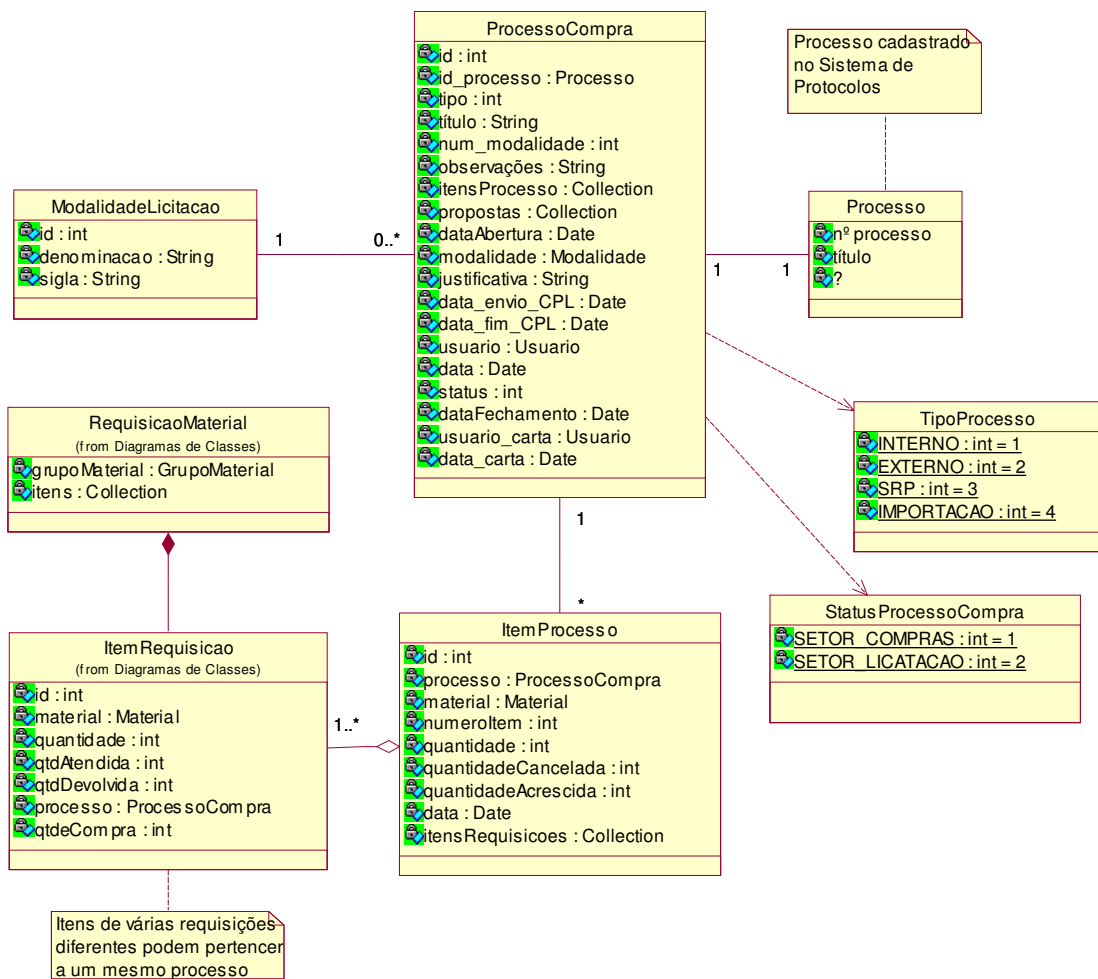 ProcessoCompra
id : int
id_processo : Processo
tipo : int
título : String
num_modalidade : int
observações : String
itensProcesso : Collection
propostas : Collection
dataAbertura : Date
modalidade : Modalidade
justificativa : String
data_envio_CPL : Date
data_fim_CPL : Date
usuario : Usuario
data : Date
status : int
dataFechamento : Date
usuario_carta : Usuario
data_carta : Date
Processo cadastrado
no Sistema de
Protocolos
ModalidadeLicitacao
id : int
denominacao : String
sigla : String
1
0..*
Processo
nº processo
título
?
1
1
RequisicaoMaterial
(from Diagramas de Classes)
grupoMaterial : GrupoMaterial
itens : Collection
TipoProcesso
INTERNO : int = 1
EXTERNO : int = 2
SRP : int = 3
IMPORTACAO : int = 4
1
*
StatusProcessoCompra
SETOR_COMPRAS : int = 1
SETOR_LICATACAO : int = 2
ItemRequisicao
(from Diagramas de Classes)
id : int
material : Material
quantidade : int
qtdAtendida : int
qtdDevolvida : int
processo : ProcessoCompra
qtdeCompra : int
1..*
ItemProcesso
id : int
processo : ProcessoCompra
material : Material
numeroItem : int
quantidade : int
quantidadeCancelada : int
quantidadeAcrescida : int
data : Date
itensRequisicoes : Collection
Itens de várias requisições
diferentes podem pertencer
a um mesmo processo